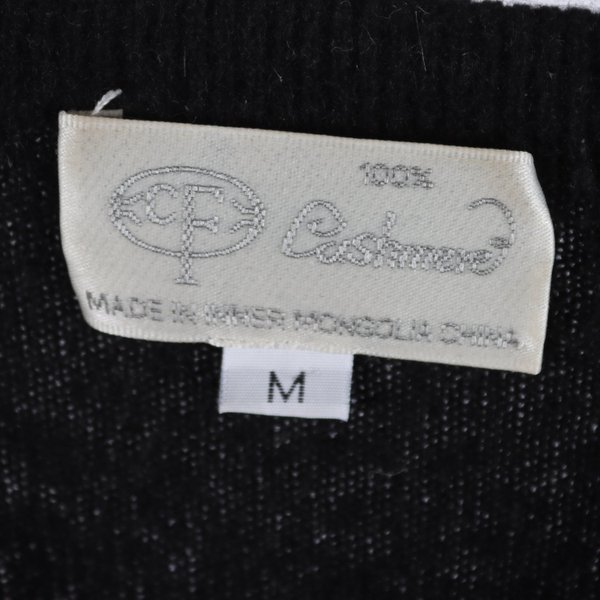 100%
CF
Cashmere
MADE IN INNER MONGOLIA CHINA
M